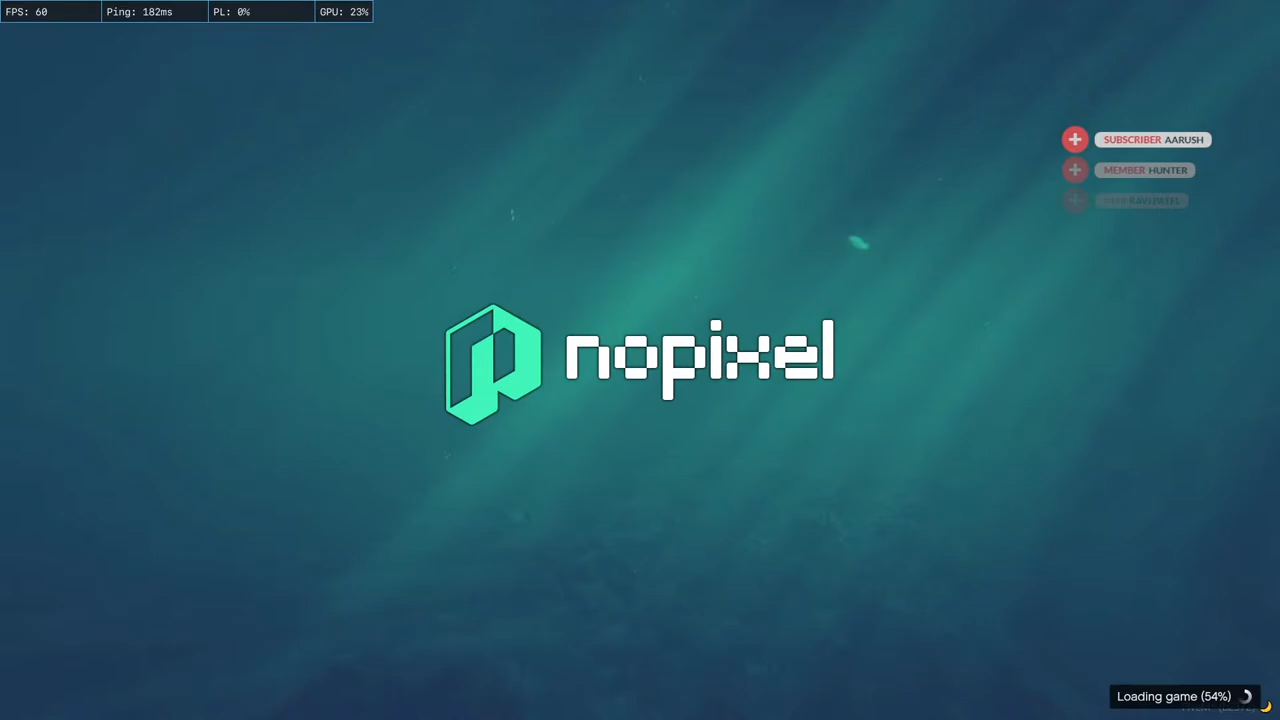 FPS: 60
Ping: 182ms
PL: 0%
GPU: 23%
SUBSCRIBER AARUSH
MEMBER HUNTER
nopixel
Loading game (54%)